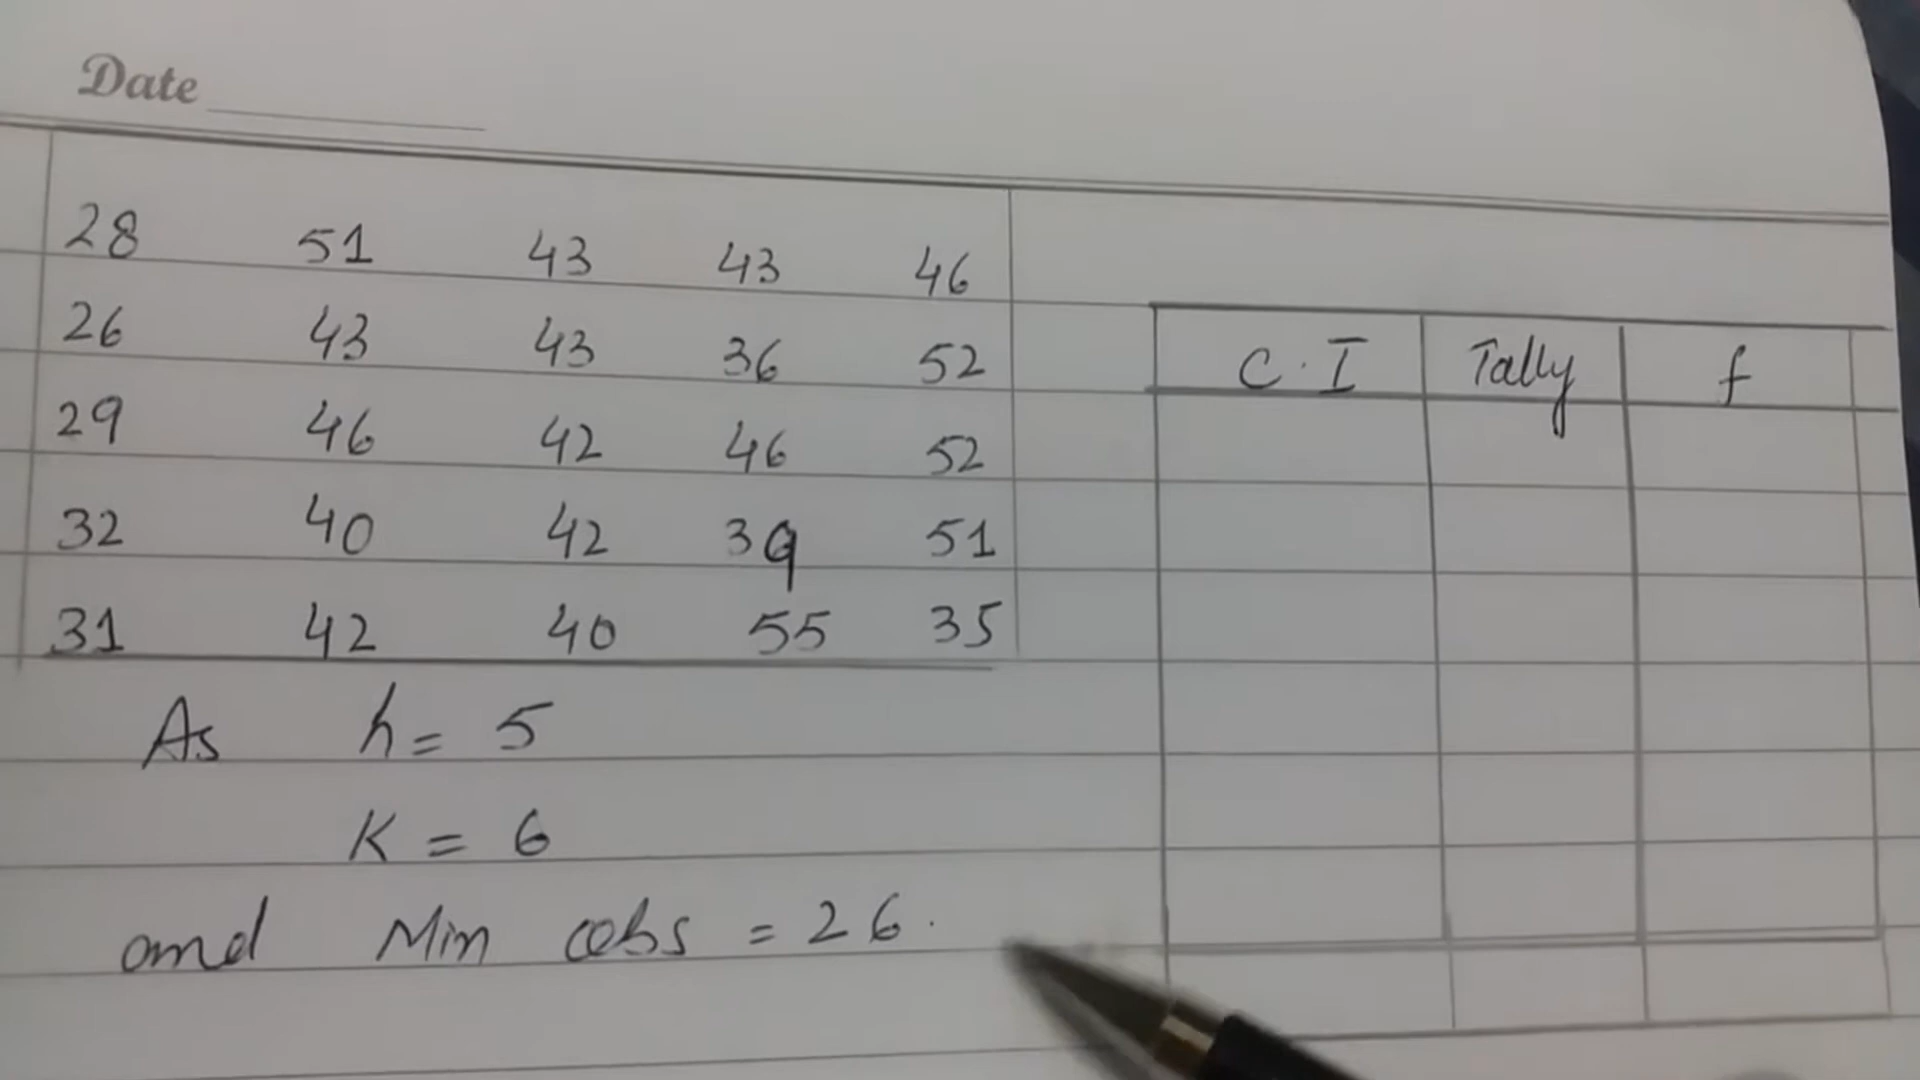 Date
28 51 43 43 46
26 43 43 36 52
29 46 42 46 52
32 40 42 39 51
31 42 40 55 35
C.I Tally f
As h = 5
K = 6
and Min obs = 26.